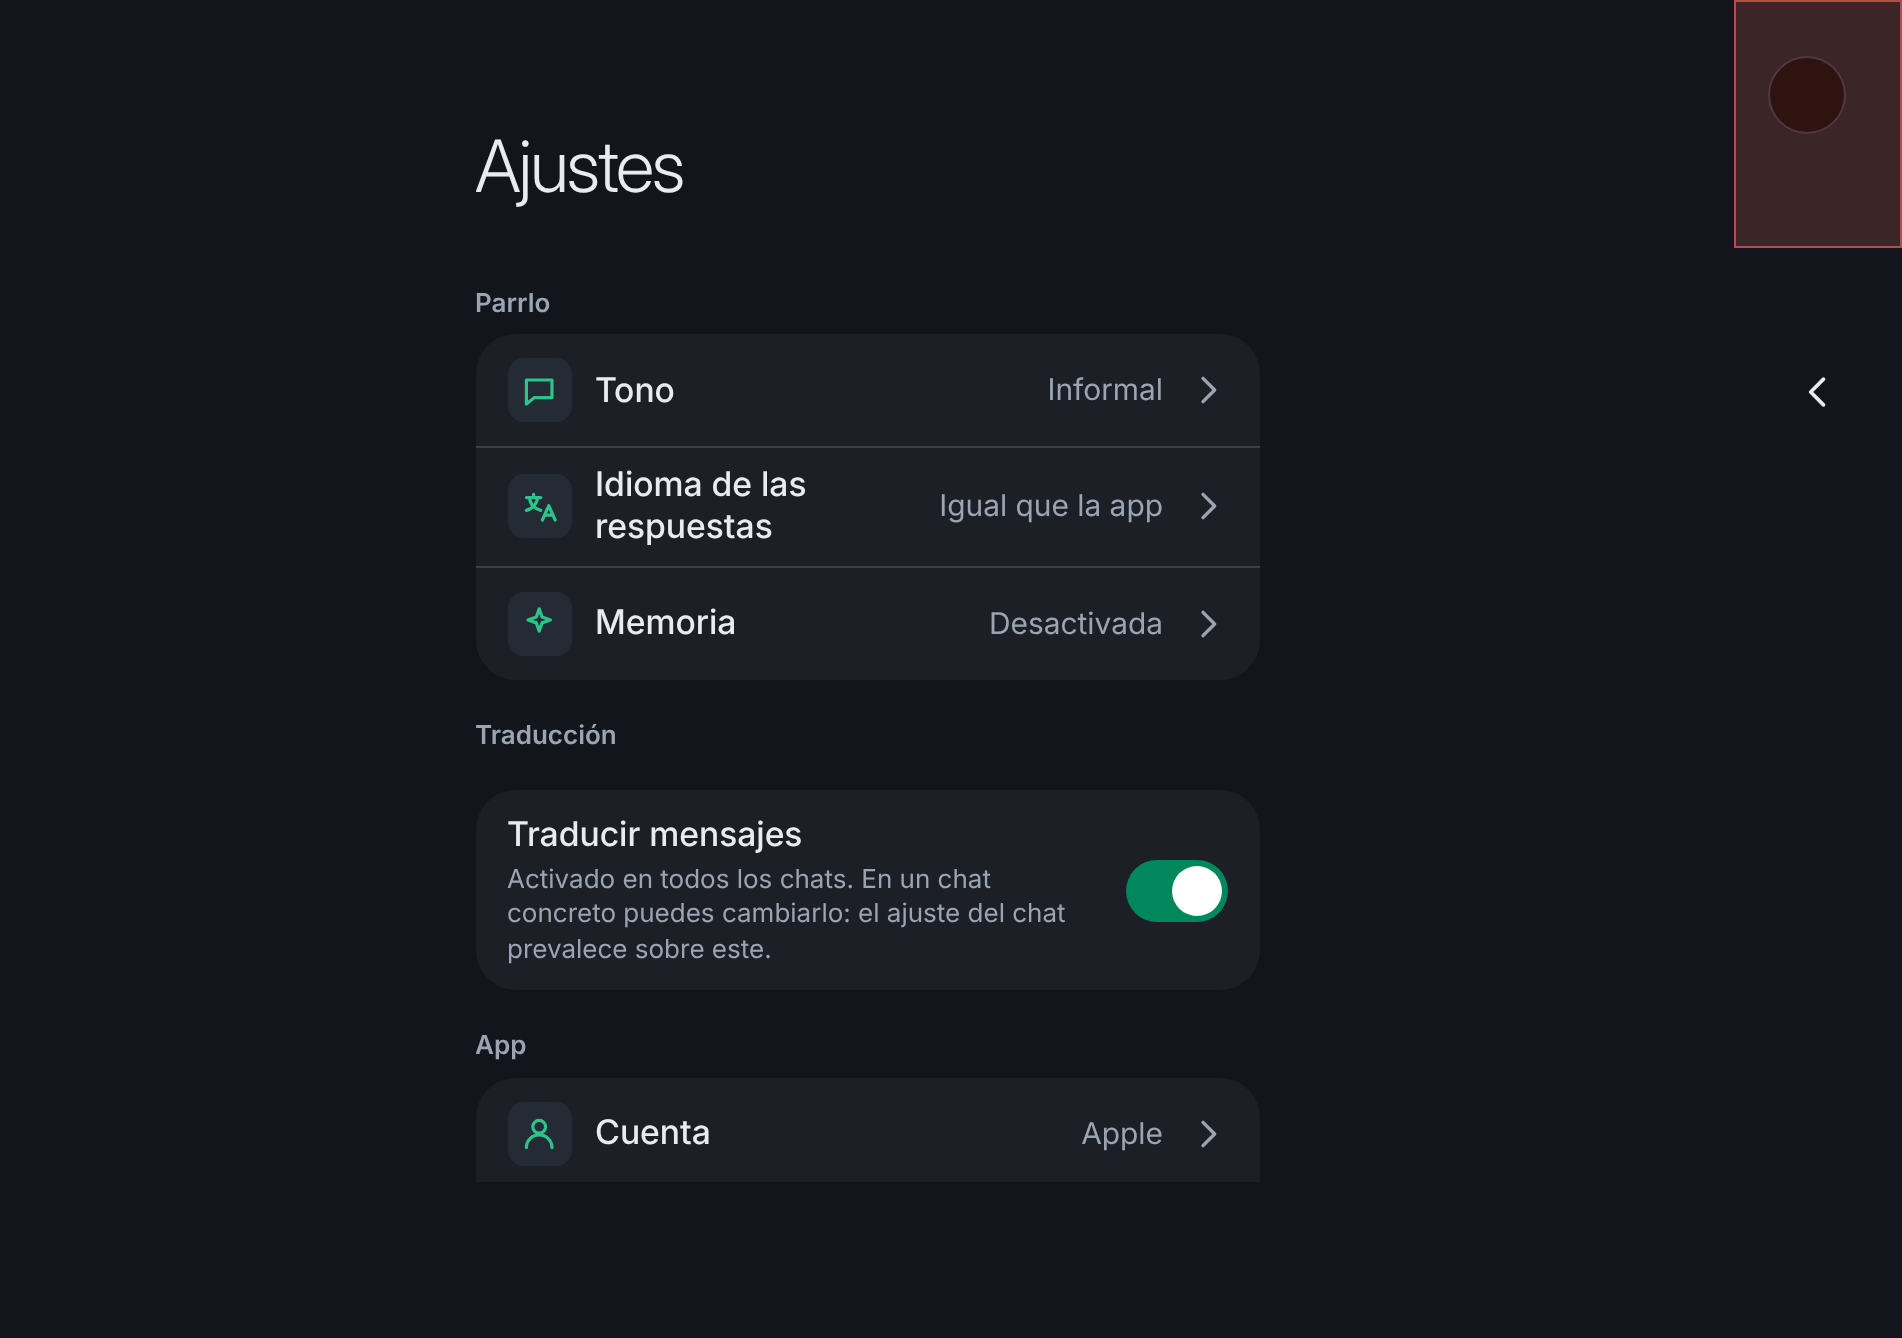 Ajustes
Parrlo
Tono
Informal
Idioma de las
respuestas
Igual que la app
Memoria
Desactivada
Traducción
Traducir mensajes
Activado en todos los chats. En un chat
concreto puedes cambiarlo: el ajuste del chat
prevalece sobre este.
App
Cuenta
Apple